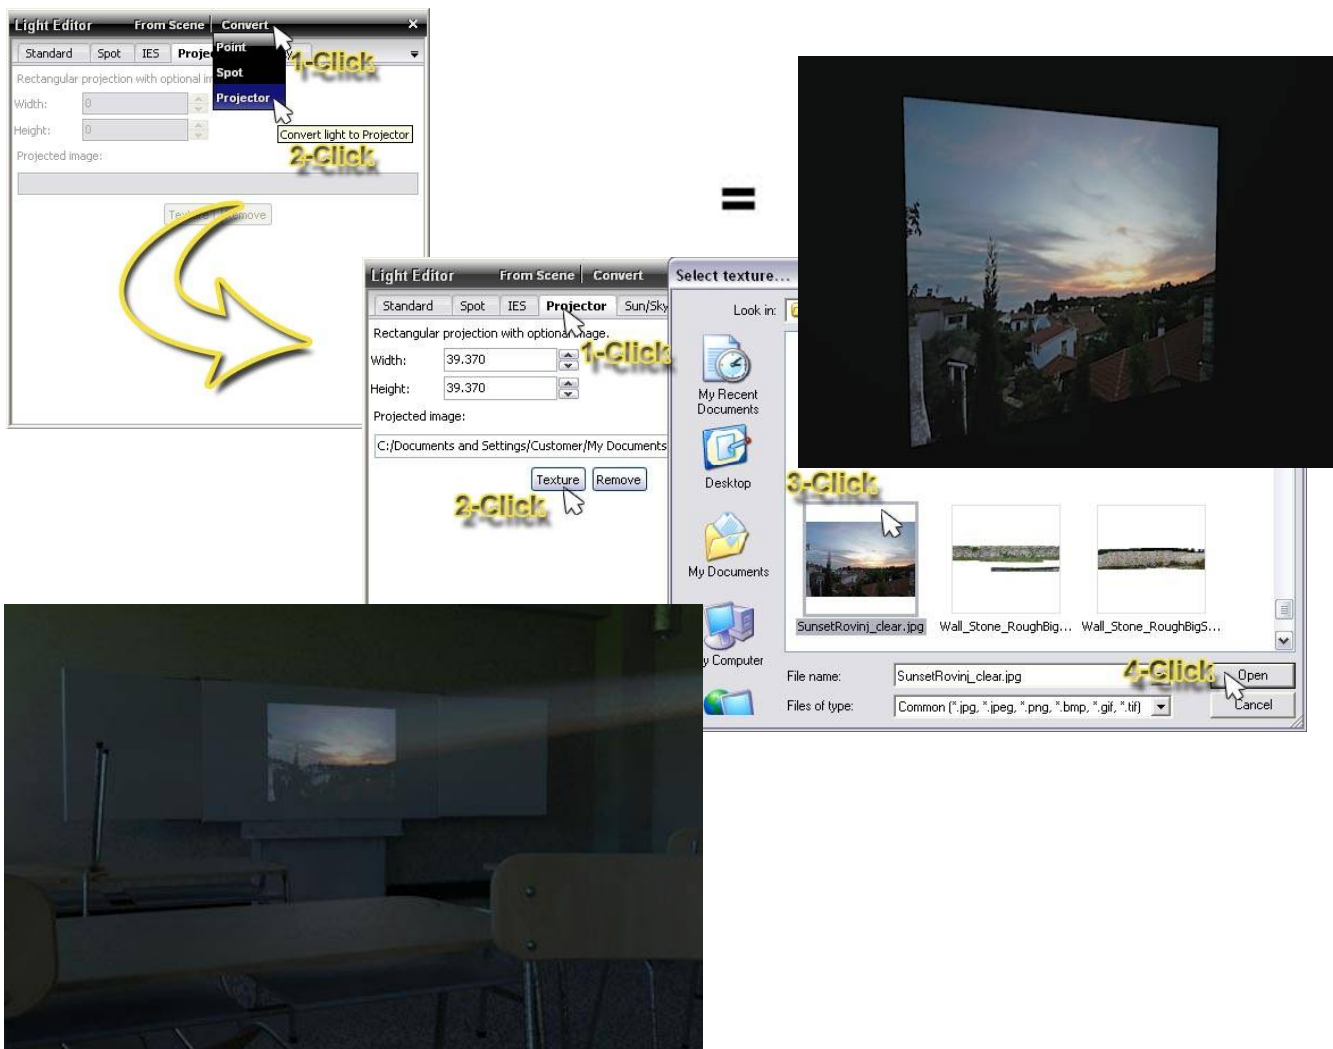 Light Editor From Scene Convert
Standard Spot IES Projec
Point
Spot
Projector
1-Click
Rectangular projection with optional im
Width: 0
Height: 0
Convert light to Projector
2-Click
Projected image:
Texture Remove
=
Light Editor From Scene Convert
Standard Spot IES Projector Sun/Sky
Rectangular projection with optional image.
1-Click
Width: 39.370
Height: 39.370
Projected image:
C:/Documents and Settings/Customer/My Documents
Texture Remove
2-Click
Select texture...
Look in:
My Recent
Documents
Desktop
My Documents
y Computer
3-Click
SunsetRovinj_clear.jpg Wall_Stone_RoughBig... Wall_Stone_RoughBigS...
File name: SunsetRovinj_clear.jpg
4-Click
Open
Files of type: Common (*.jpg, *.jpeg, *.png, *.bmp, *.gif, *.tif)
Cancel